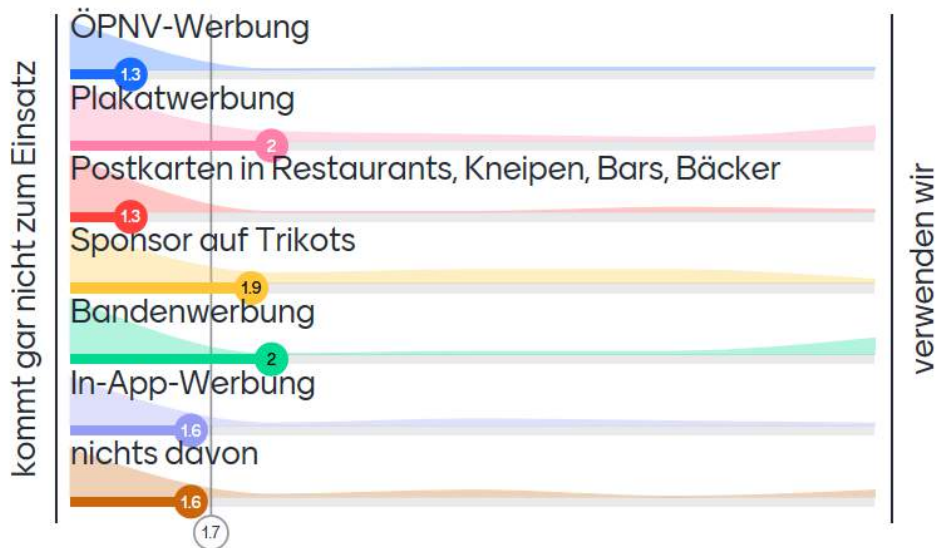 kommt gar nicht zum Einsatz
ÖPNV-Werbung
1.3
Plakatwerbung
2
Postkarten in Restaurants, Kneipen, Bars, Bäcker
1.3
Sponsor auf Trikots
1.9
Bandenwerbung
2
In-App-Werbung
1.6
nichts davon
1.6
1.7
verwenden wir